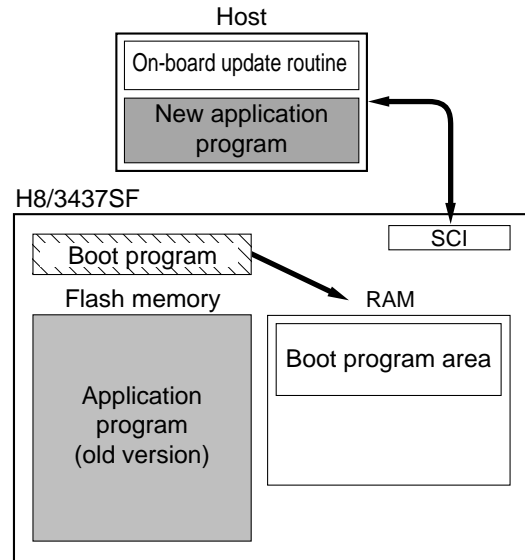 Host
On-board update routine
New application
program
H8/3437SF
SCI
Boot program
Flash memory
RAM
Boot program area
Application
program
(old version)